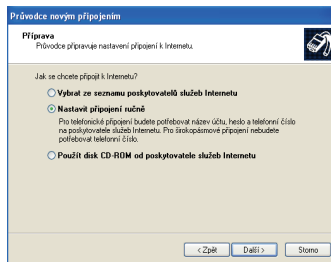 Průvodce novým připojením
Příprava
Průvodce připravuje nastavení připojení k Internetu.
Jak se chcete připojit k Internetu?
Vybrat ze seznamu poskytovatelů služeb Internetu
Nastavit připojení ručně
Pro telefonické připojení budete potřebovat název účtu, heslo a telefonní číslo
na poskytovatele služeb Internetu. Pro širokopásmové připojení nebudete
potřebovat telefonní číslo.
Použít disk CD-ROM od poskytovatele služeb Internetu
< Zpět Další > Storno